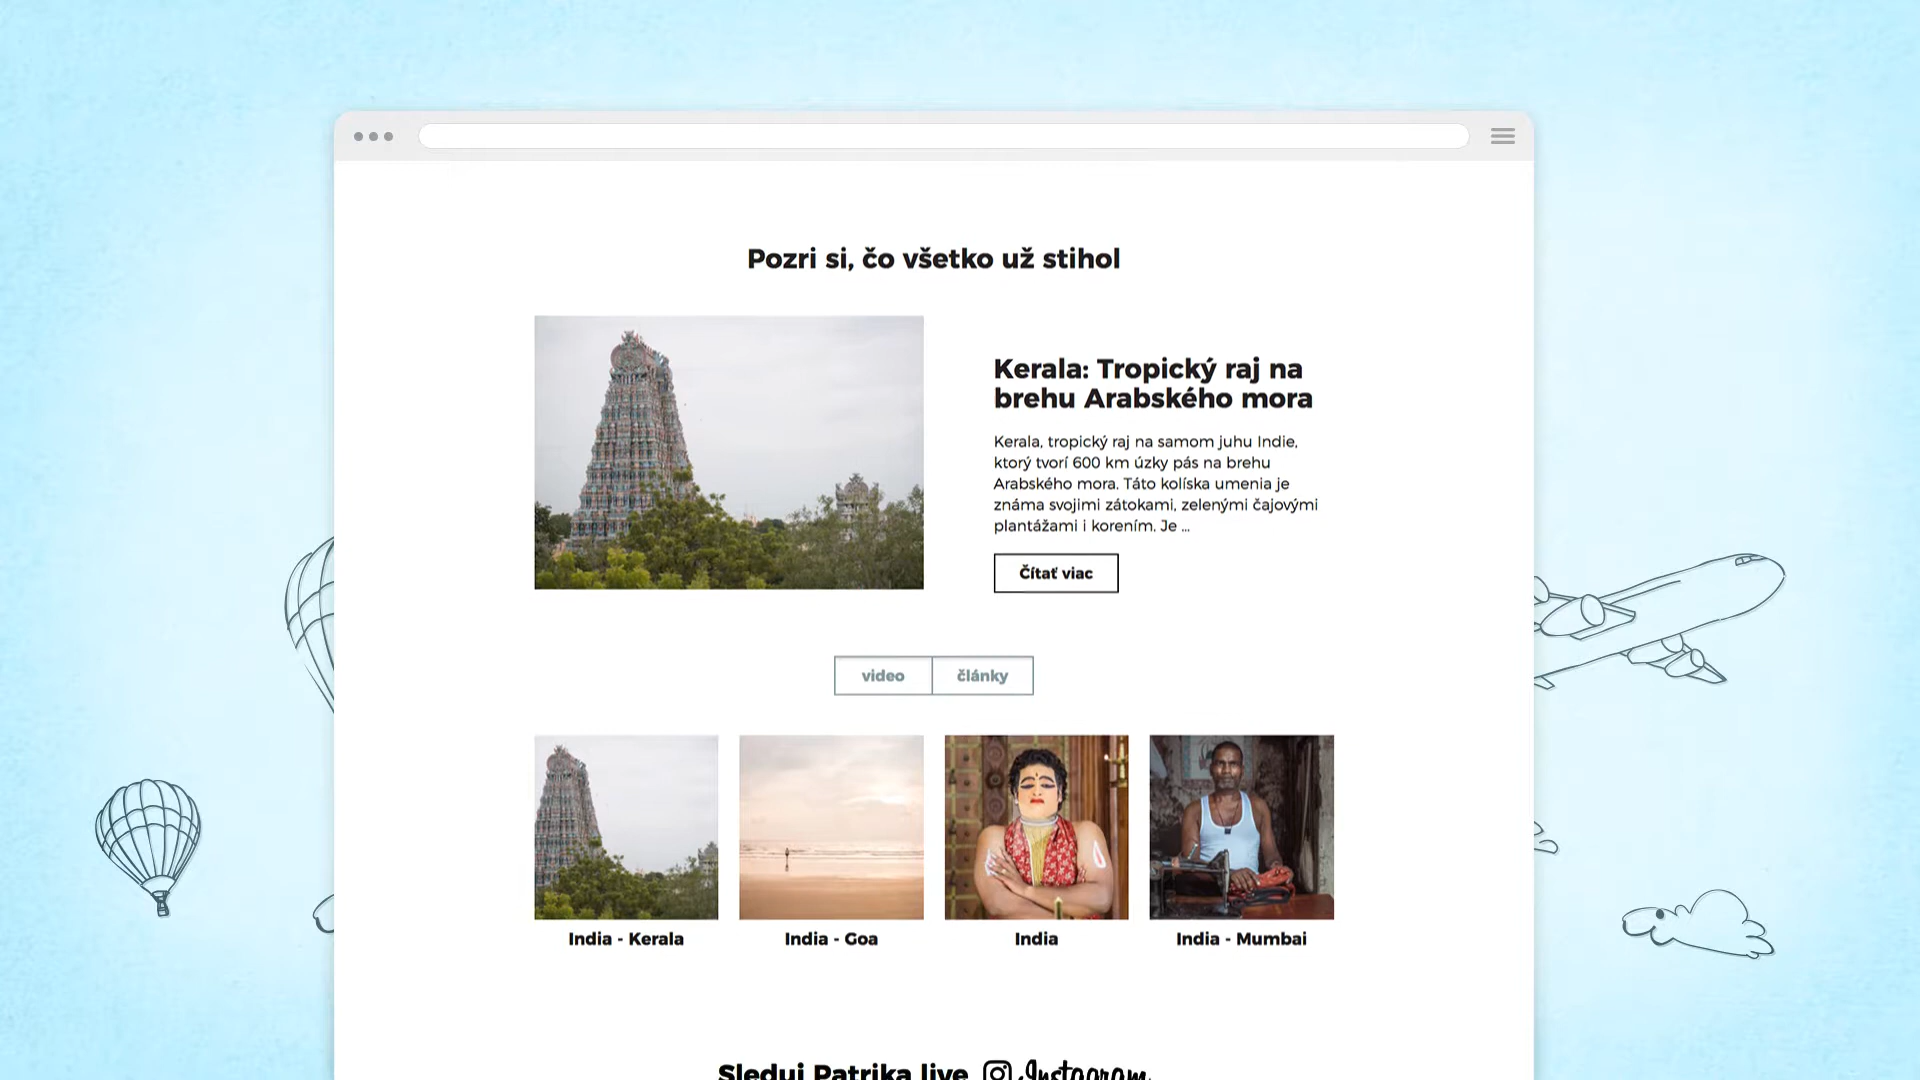 Pozri si, čo všetko už stihol
Kerala: Tropický raj na
brehu Arabského mora
Kerala, tropický raj na samom juhu Indie,
ktorý tvorí 600 km úzky pás na brehu
Arabského mora. Táto kolíska umenia je
známa svojimi zátokami, zelenými čajovými
plantážami i korením. Je ...
Čítať viac
video
články
India - Kerala
India - Goa
India
India - Mumbai
Sleduj Patrika live Instagram